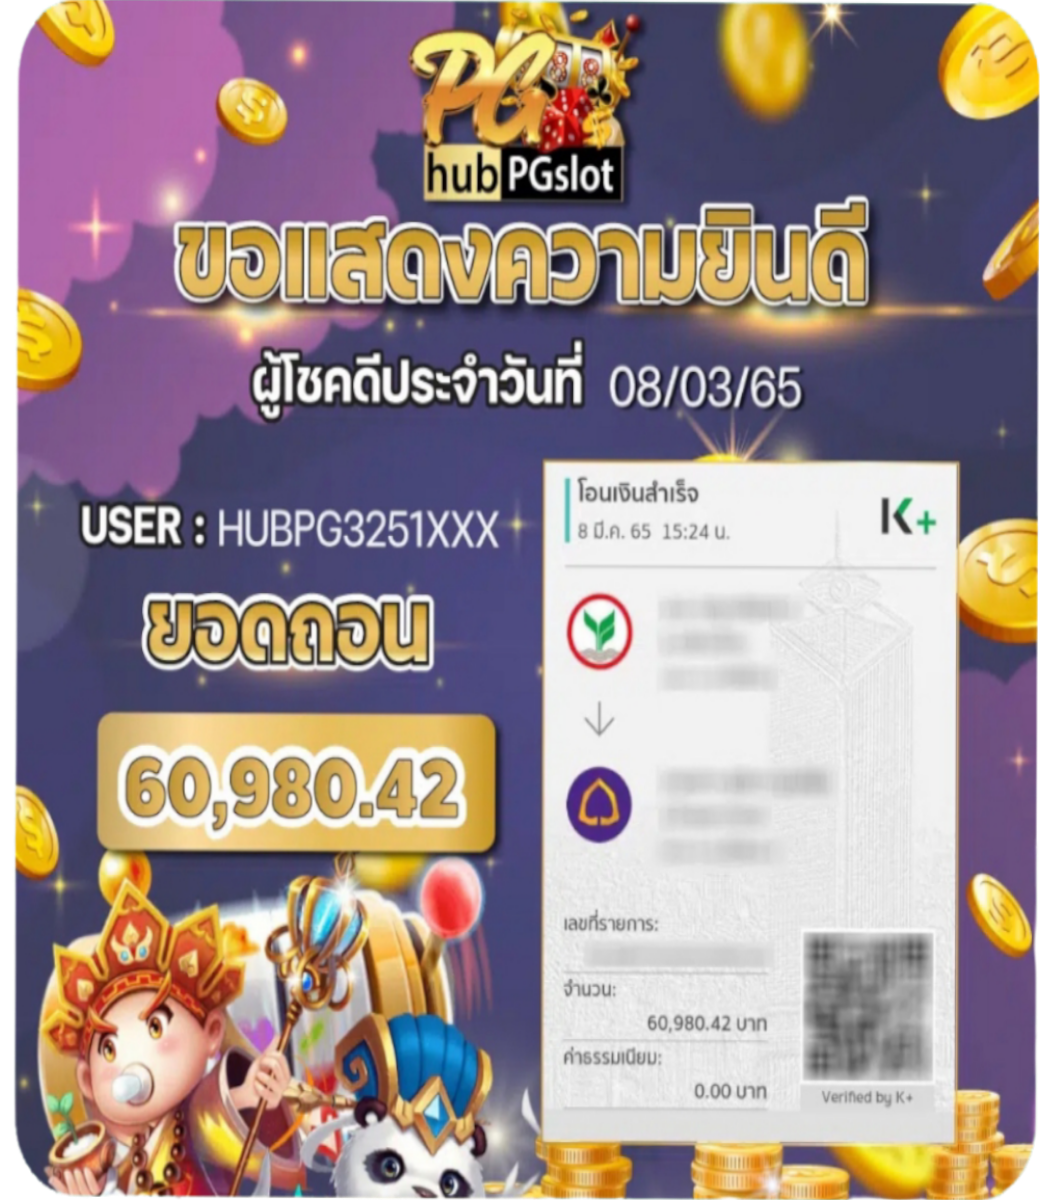 PG
hub PGslot
ขอแสดงความยินดี
ผู้โชคดีประจำวันที่ 08/03/65
USER : HUBPG3251XXX
ยอดถอน
60,980.42
โอนเงินสำเร็จ
8 มี.ค. 65 15:24 น.
K+
เลขที่รายการ:
จำนวน:
60,980.42 บาท
ค่าธรรมเนียม:
0.00 บาท
Verified by K+